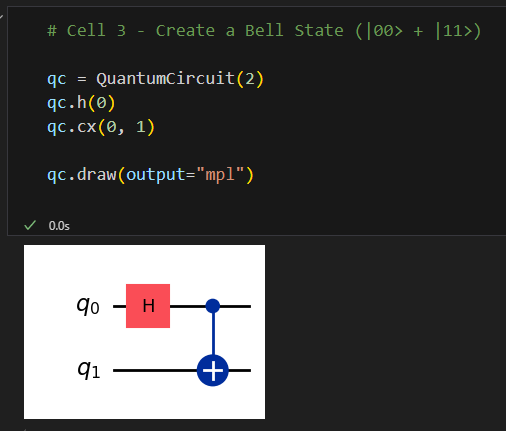 # Cell 3 - Create a Bell State (|00> + |11>)
qc = QuantumCircuit(2)
qc.h(0)
qc.cx(0, 1)
qc.draw(output="mpl")
✓ 0.0s
q₀ H
q₁